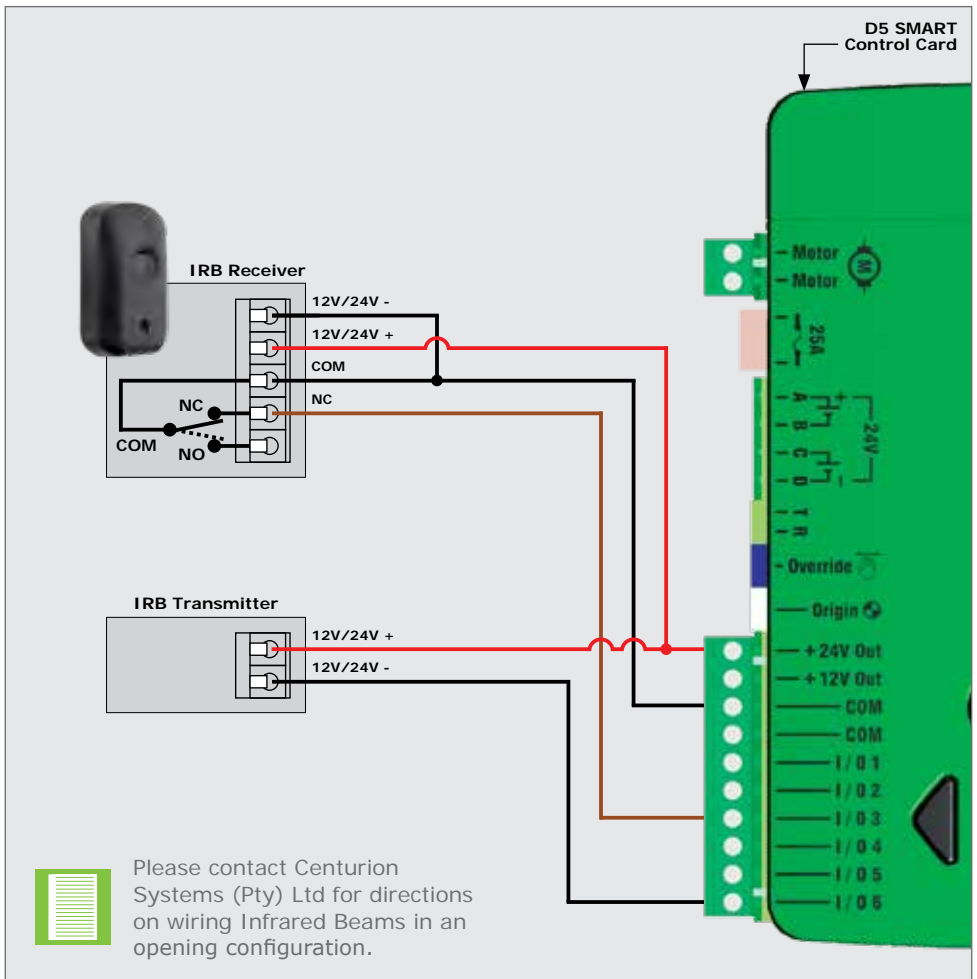 D5 SMART
Control Card
IRB Receiver
12V/24V -
12V/24V +
COM
NC
NC
COM
NO
IRB Transmitter
12V/24V +
12V/24V -
Motor
Motor
M
25A
A
B
C
D
+
-
24V
T
R
Override
Origin
+ 24V Out
+ 12V Out
COM
COM
I/O 1
I/O 2
I/O 3
I/O 4
I/O 5
I/O 6
Please contact Centurion
Systems (Pty) Ltd for directions
on wiring Infrared Beams in an
opening configuration.